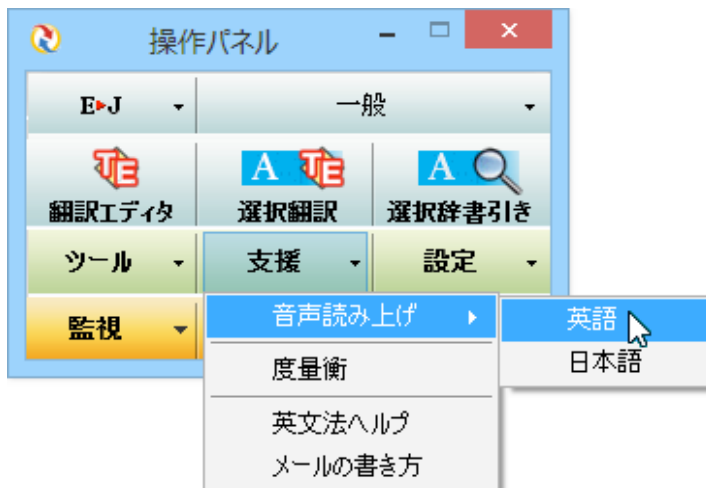 操作パネル
E▶J
一般
翻訳エディタ
A
選択翻訳
A
選択辞書引き
ツール
支援
設定
監視
音声読み上げ
英語
日本語
度量衡
英文法ヘルプ
メールの書き方